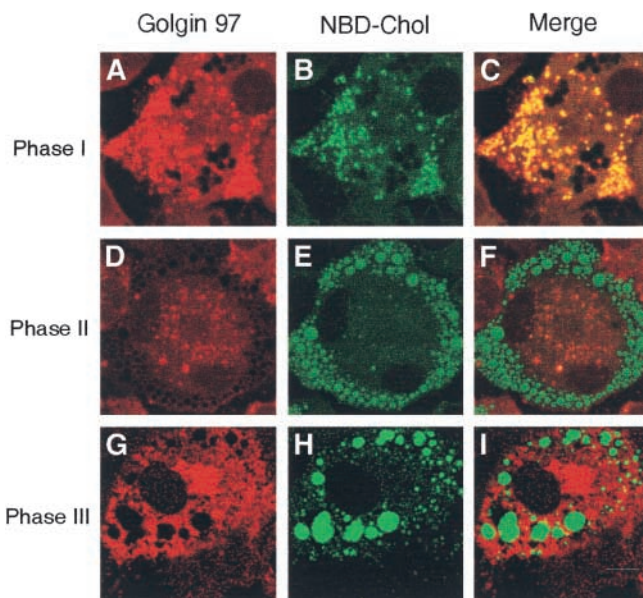 Golgin 97 NBD-Chol Merge
A B C
Phase I
D E F
Phase II
G H I
Phase III